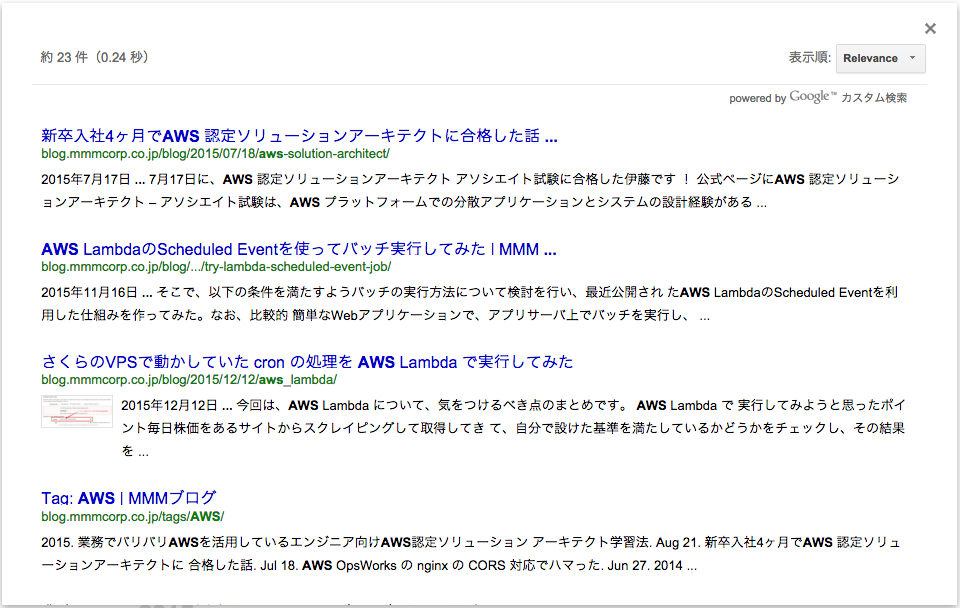 約 23 件（0.24 秒）
表示順: Relevance
powered by Google™ カスタム検索
新卒入社4ヶ月でAWS 認定ソリューションアーキテクトに合格した話 ...
blog.mmmcorp.co.jp/blog/2015/07/18/aws-solution-architect/
2015年7月17日 ... 7月17日に、AWS 認定ソリューションアーキテクト アソシエイト試験に合格した伊藤です ！ 公式ページにAWS 認定ソリューシ
ョンアーキテクト – アソシエイト試験は、AWS プラットフォームでの分散アプリケーションとシステムの設計経験がある ...
AWS LambdaのScheduled Eventを使ってバッチ実行してみた | MMM ...
blog.mmmcorp.co.jp/blog/.../try-lambda-scheduled-event-job/
2015年11月16日 ... そこで、以下の条件を満たすようバッチの実行方法について検討を行い、最近公開され たAWS LambdaのScheduled Eventを利
用した仕組みを作ってみた。なお、比較的 簡単なWebアプリケーションで、アプリサーバ上でバッチを実行し、 ...
さくらのVPSで動かしていた cron の処理を AWS Lambda で実行してみた
blog.mmmcorp.co.jp/blog/2015/12/12/aws_lambda/
2015年12月12日 ... 今回は、AWS Lambda について、気をつけるべき点のまとめです。 AWS Lambda で 実行してみようと思ったポイ
ント毎日株価をあるサイトからスクレイピングして取得してき て、自分で設けた基準を満たしているかどうかをチェックし、その結果
を ...
Tag: AWS | MMMブログ
blog.mmmcorp.co.jp/tags/AWS/
2015. 業務でバリバリAWSを活用しているエンジニア向けAWS認定ソリューション アーキテクト学習法. Aug 21. 新卒入社4ヶ月でAWS 認定ソリュ
ーションアーキテクトに 合格した話. Jul 18. AWS OpsWorks の nginx の CORS 対応でハマった. Jun 27. 2014 ...